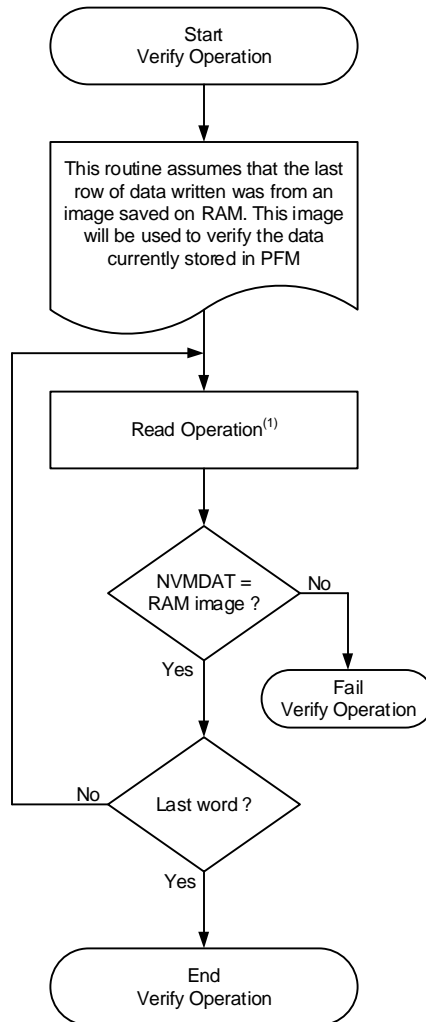 Start
Verify Operation
This routine assumes that the last
row of data written was from an
image saved on RAM. This image
will be used to verify the data
currently stored in PFM
Read Operation(1)
NVMDAT =
RAM image ?
No
Yes
Fail
Verify Operation
No
Last word ?
Yes
End
Verify Operation